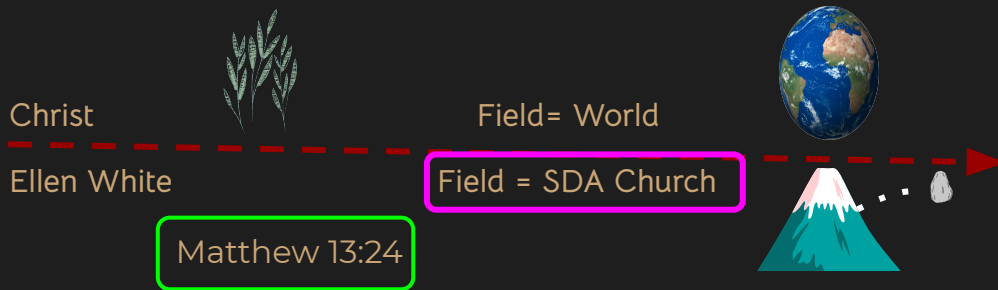 Christ
Field= World
Ellen White
Field = SDA Church
Matthew 13:24